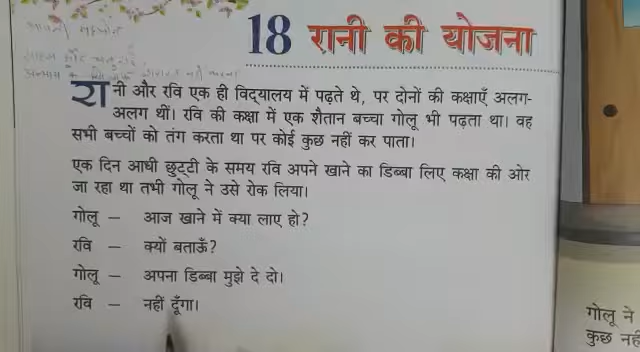 18 रानी की योजना
रानी और रवि एक ही विद्यालय में पढ़ते थे, पर दोनों की कक्षाएँ अलग-
अलग थीं। रवि की कक्षा में एक शैतान बच्चा गोलू भी पढ़ता था। वह
सभी बच्चों को तंग करता था पर कोई कुछ नहीं कर पाता।
एक दिन आधी छुट्टी के समय रवि अपने खाने का डिब्बा लिए कक्षा की ओर
जा रहा था तभी गोलू ने उसे रोक लिया।
गोलू – आज खाने में क्या लाए हो?
रवि – क्यों बताऊँ?
गोलू – अपना डिब्बा मुझे दे दो।
रवि – नहीं दूँगा।
गोलू ने
कुछ नहीं